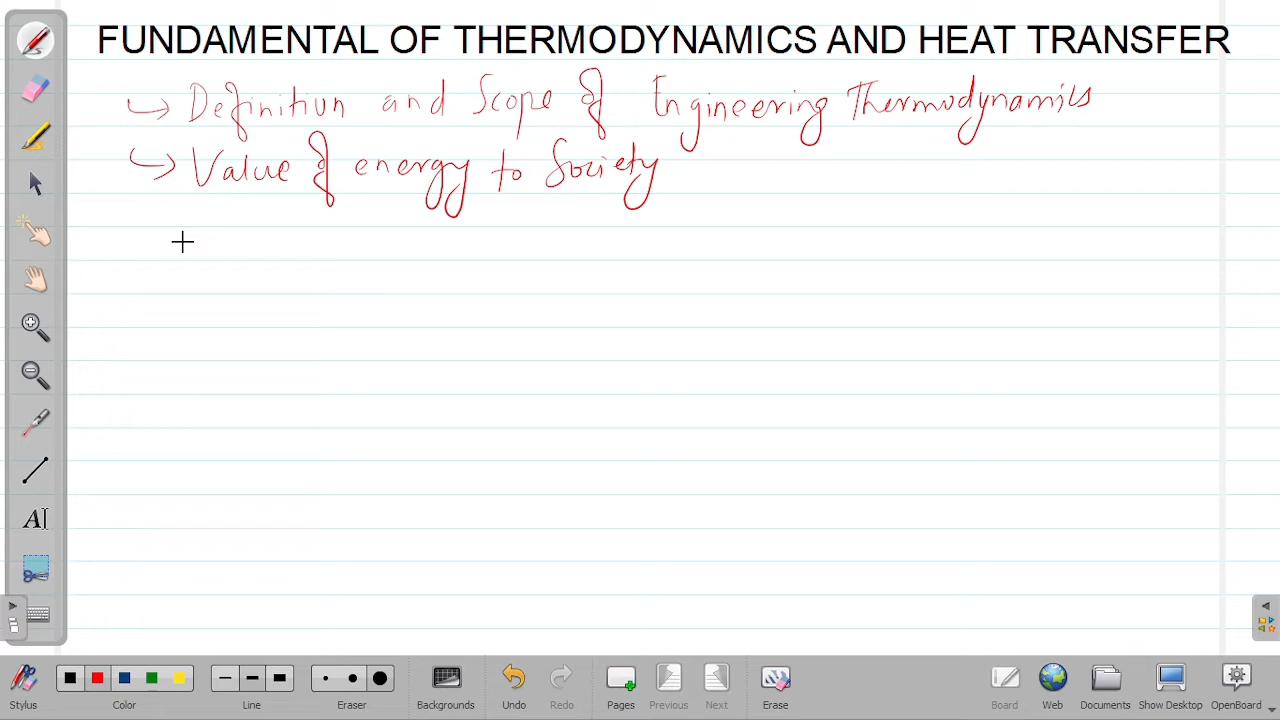 FUNDAMENTAL OF THERMODYNAMICS AND HEAT TRANSFER
Definition and Scope of Engineering Thermodynamics
Value of energy to Society
AI
Stylus
Color
Line
Eraser
Backgrounds
Undo
Redo
Pages
Previous
Next
Erase
Board
Web
Documents
Show Desktop
OpenBoard